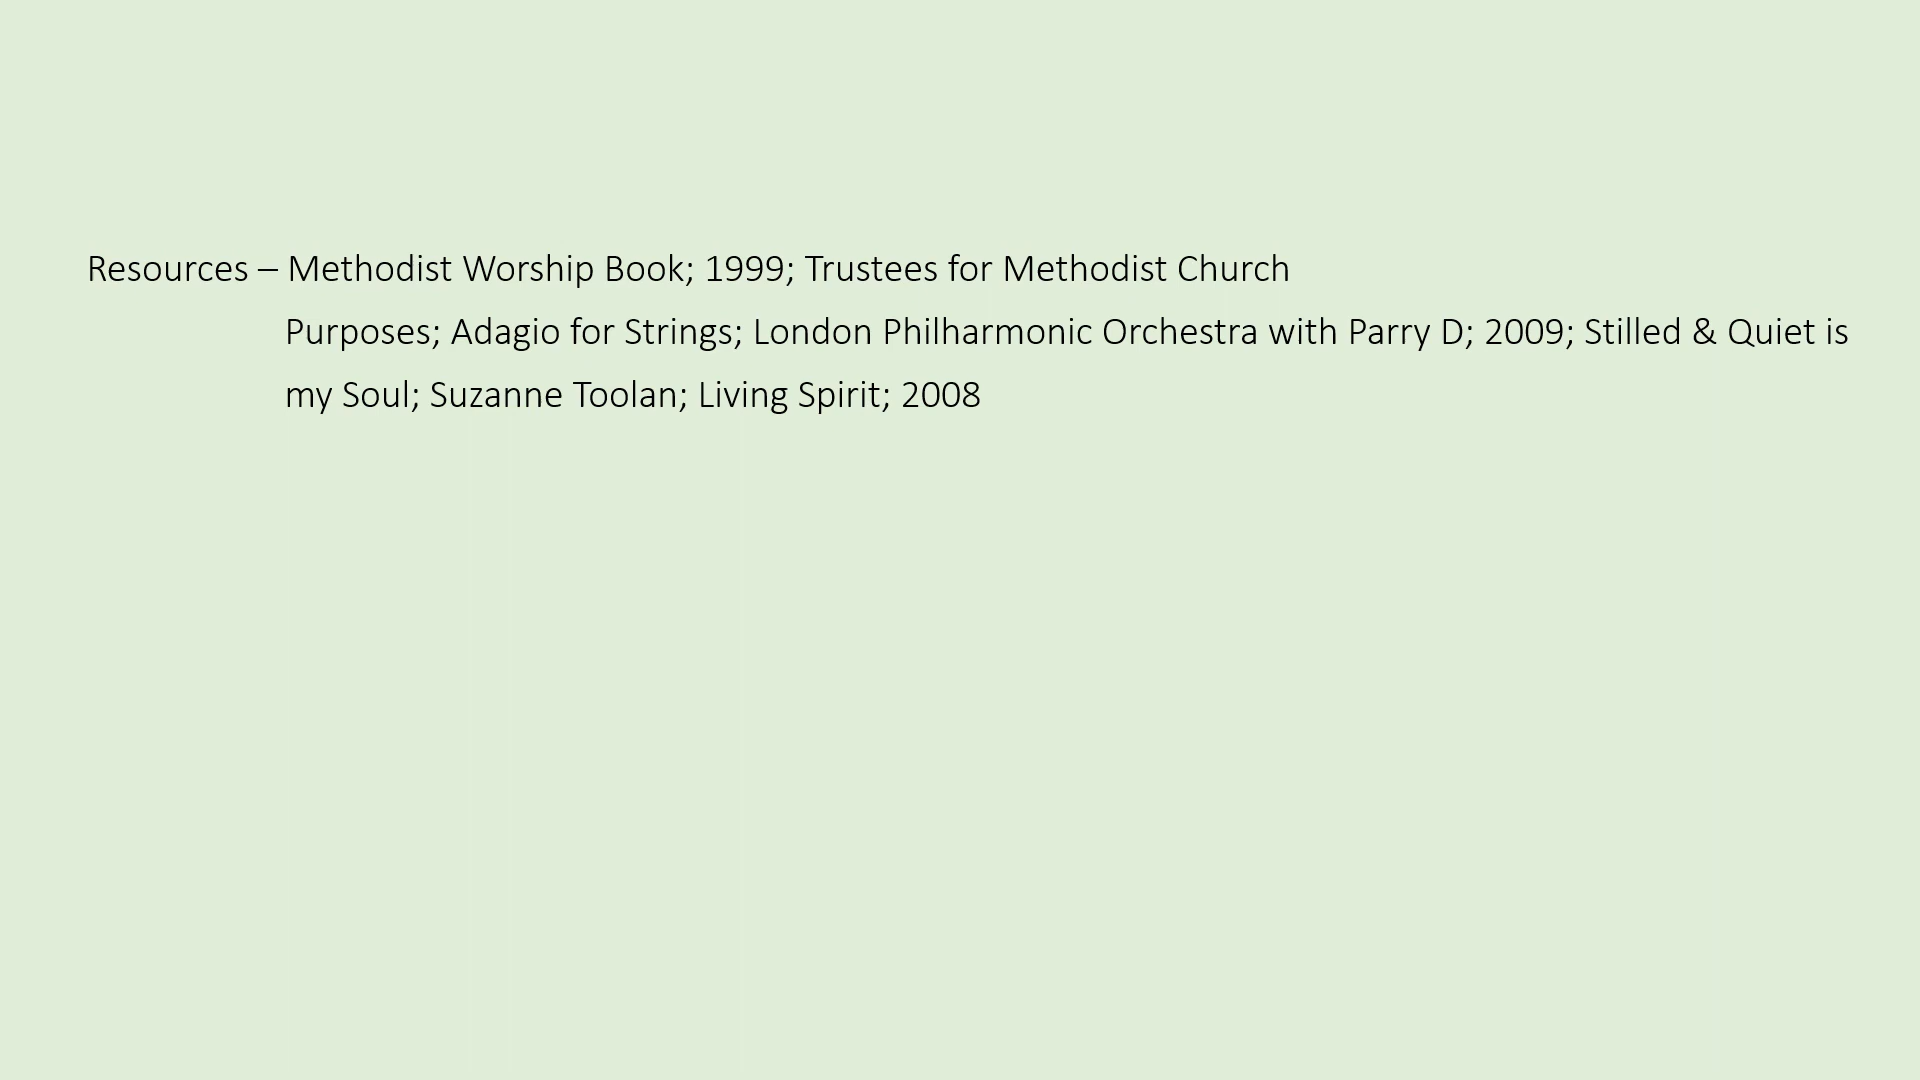 Resources – Methodist Worship Book; 1999; Trustees for Methodist Church
Purposes; Adagio for Strings; London Philharmonic Orchestra with Parry D; 2009; Stilled & Quiet is
my Soul; Suzanne Toolan; Living Spirit; 2008